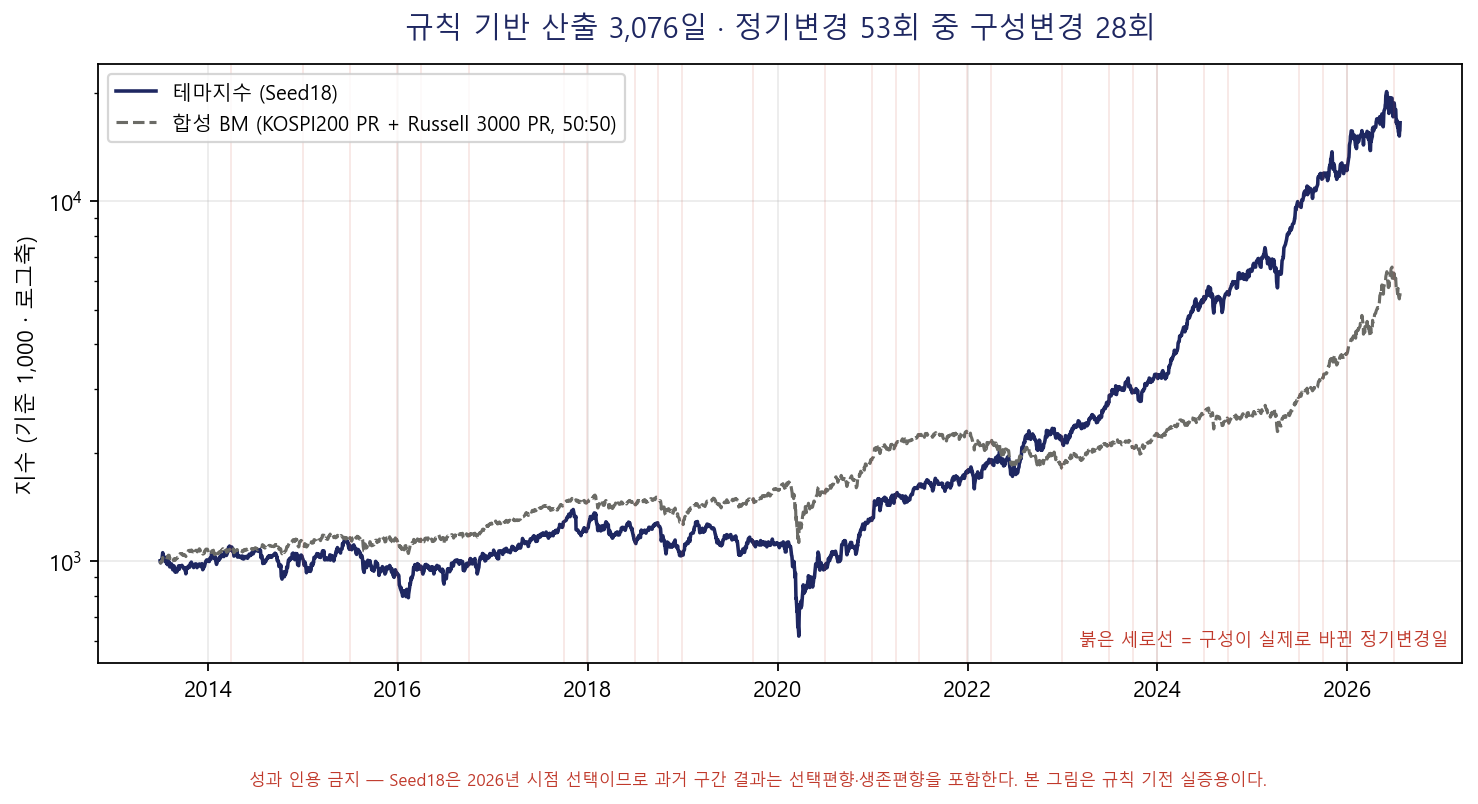 규칙 기반 산출 3,076일 · 정기변경 53회 중 구성변경 28회
테마지수 (Seed18)
합성 BM (KOSPI200 PR + Russell 3000 PR, 50:50)
지수 (기준 1,000 · 로그축)
10⁴
10³
붉은 세로선 = 구성이 실제로 바뀐 정기변경일
2014 2016 2018 2020 2022 2024 2026
성과 인용 금지 — Seed18은 2026년 시점 선택이므로 과거 구간 결과는 선택편향·생존편향을 포함한다. 본 그림은 규칙 기전 실증용이다.